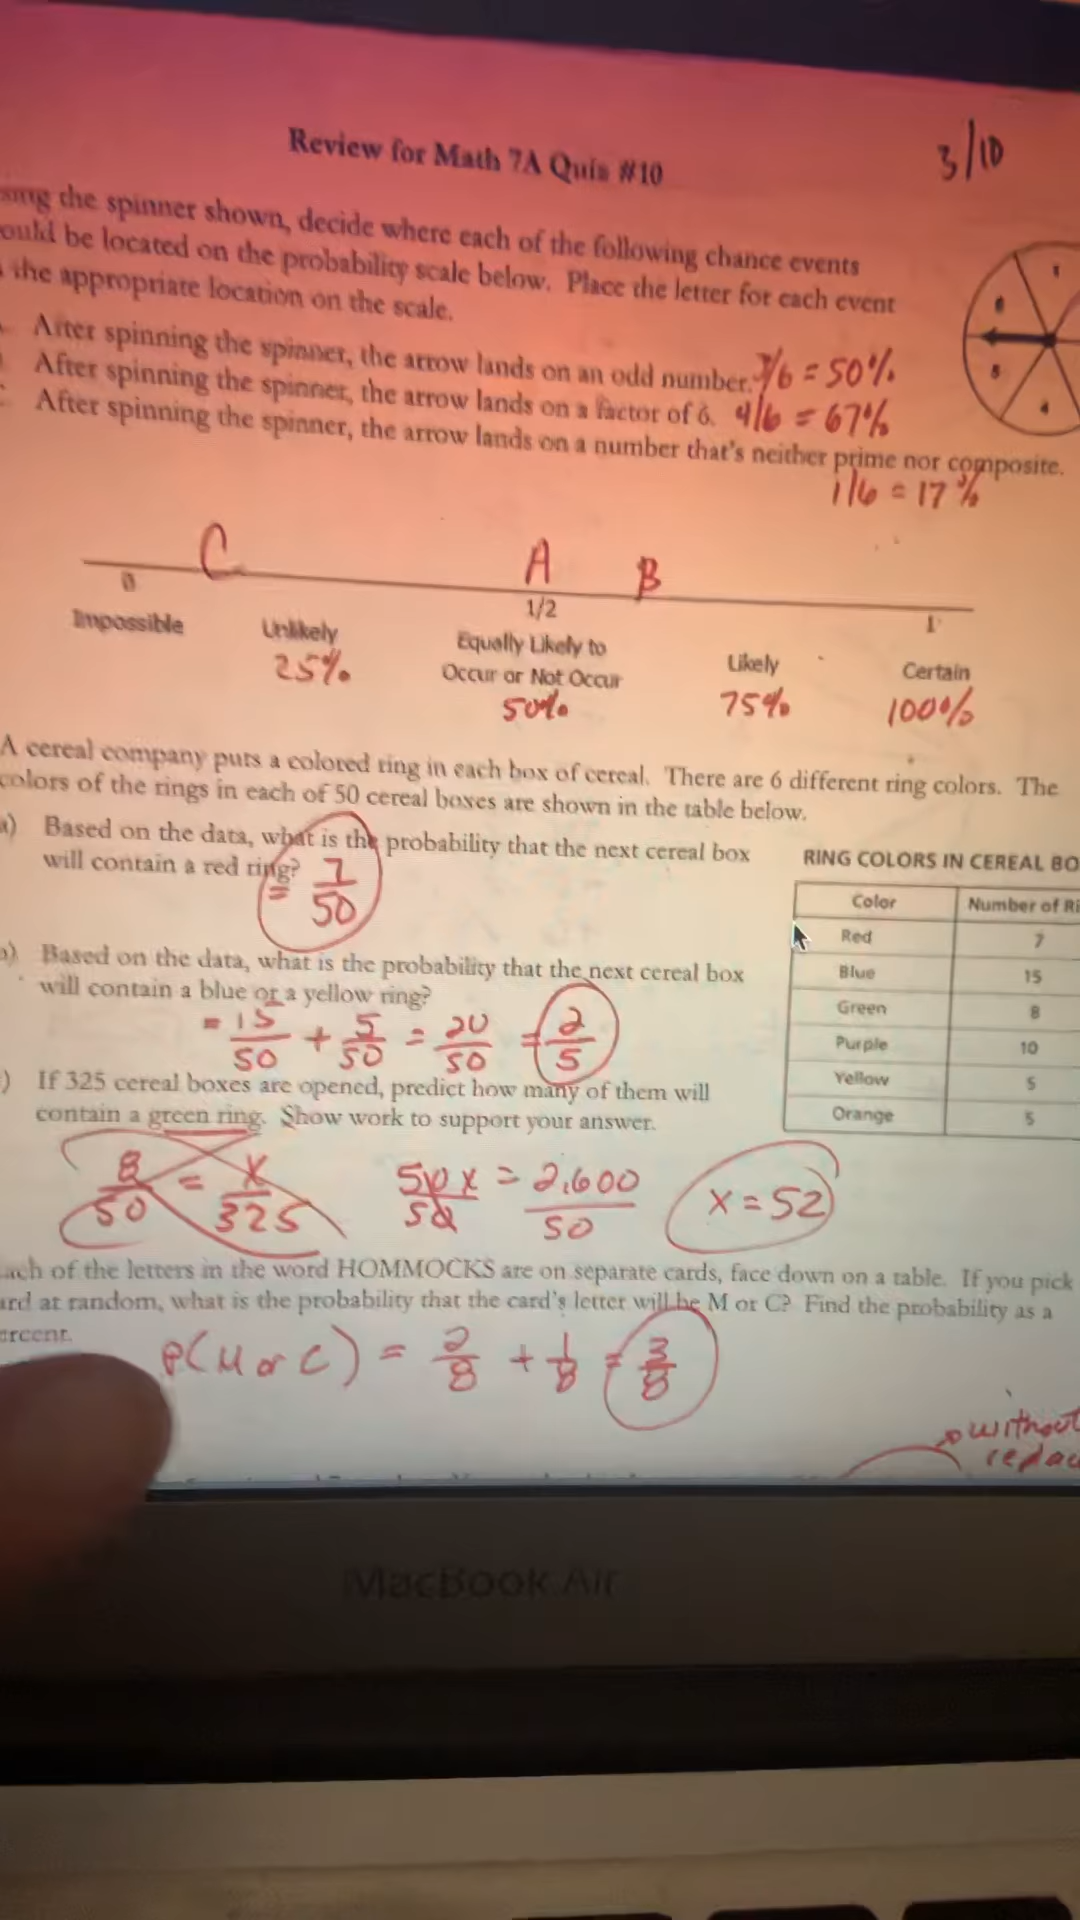 Review for Math 7A Quiz #10
3/10
the spinner shown, decide where each of the following chance events
be located on the probability scale below. Place the letter for each event
the appropriate location on the scale.
After spinning the spinner, the arrow lands on an odd number. 3/6 = 50%
After spinning the spinner, the arrow lands on a factor of 6. 4/6 = 67%
After spinning the spinner, the arrow lands on a number that's neither prime nor composite.
1/6 = 17%
1
6
5
4
C A B
0 1/2 1
Impossible Unlikely Equally Likely to Occur or Not Occur Likely Certain
25% 50% 75% 100%
A cereal company puts a colored ring in each box of cereal. There are 6 different ring colors. The
colors of the rings in each of 50 cereal boxes are shown in the table below.
a) Based on the data, what is the probability that the next cereal box
will contain a red ring?
= 7/50
) Based on the data, what is the probability that the next cereal box
will contain a blue or a yellow ring?
= 15/50 + 5/50 = 20/50 = 2/5
) If 325 cereal boxes are opened, predict how many of them will
contain a green ring. Show work to support your answer.
RING COLORS IN CEREAL BO
Color Number of Ri
Red 7
Blue 15
Green 8
Purple 10
Yellow 5
Orange 5
8/50 = x/325 50x/50 = 2,600/50 x = 52
ach of the letters in the word HOMMOCKS are on separate cards, face down on a table. If you pick
ard at random, what is the probability that the card's letter will be M or C? Find the probability as a
ercent.
P(M or C) = 2/8 + 1/8 = 3/8
without
replac
MacBook Air